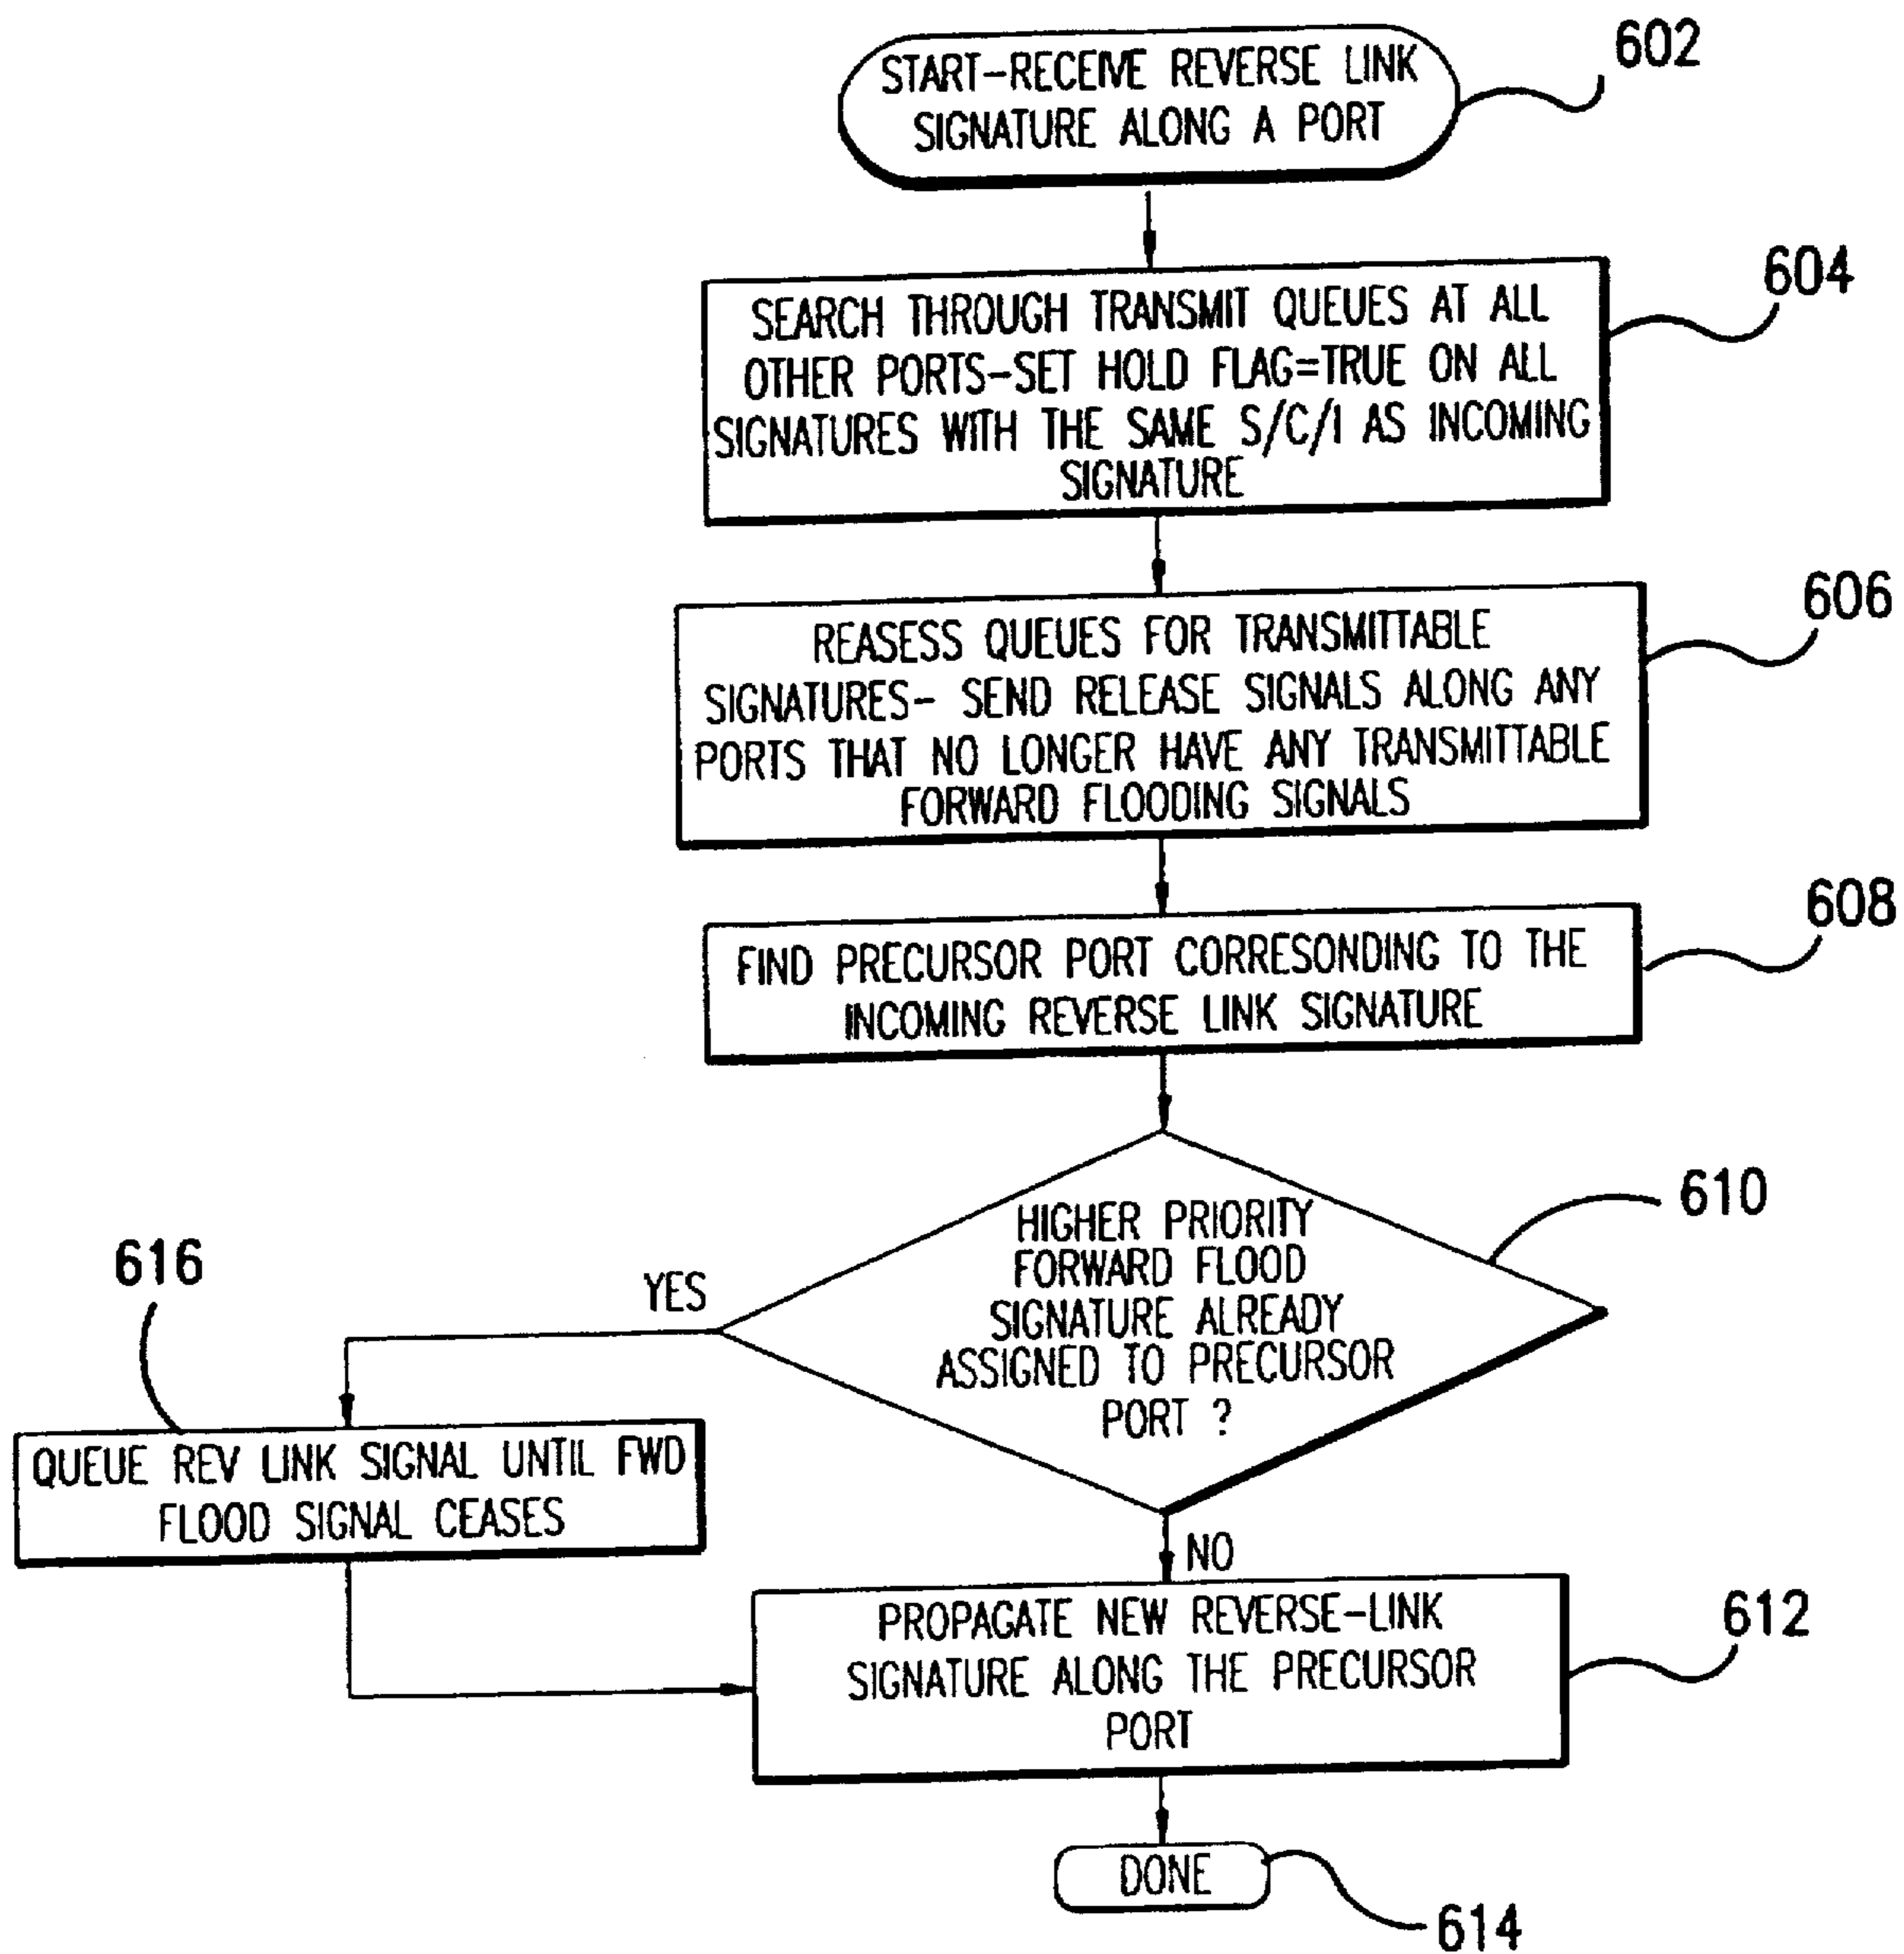 START-RECEIVE REVERSE LINK
SIGNATURE ALONG A PORT
602
SEARCH THROUGH TRANSMIT QUEUES AT ALL
OTHER PORTS-SET HOLD FLAG=TRUE ON ALL
SIGNATURES WITH THE SAME S/C/I AS INCOMING
SIGNATURE
604
REASESS QUEUES FOR TRANSMITTABLE
SIGNATURES- SEND RELEASE SIGNALS ALONG ANY
PORTS THAT NO LONGER HAVE ANY TRANSMITTABLE
FORWARD FLOODING SIGNALS
606
FIND PRECURSOR PORT CORRESONDING TO THE
INCOMING REVERSE LINK SIGNATURE
608
HIGHER PRIORITY
FORWARD FLOOD
SIGNATURE ALREADY
ASSIGNED TO PRECURSOR
PORT ?
610
YES
616
QUEUE REV LINK SIGNAL UNTIL FWD
FLOOD SIGNAL CEASES
NO
PROPAGATE NEW REVERSE-LINK
SIGNATURE ALONG THE PRECURSOR
PORT
612
DONE
614